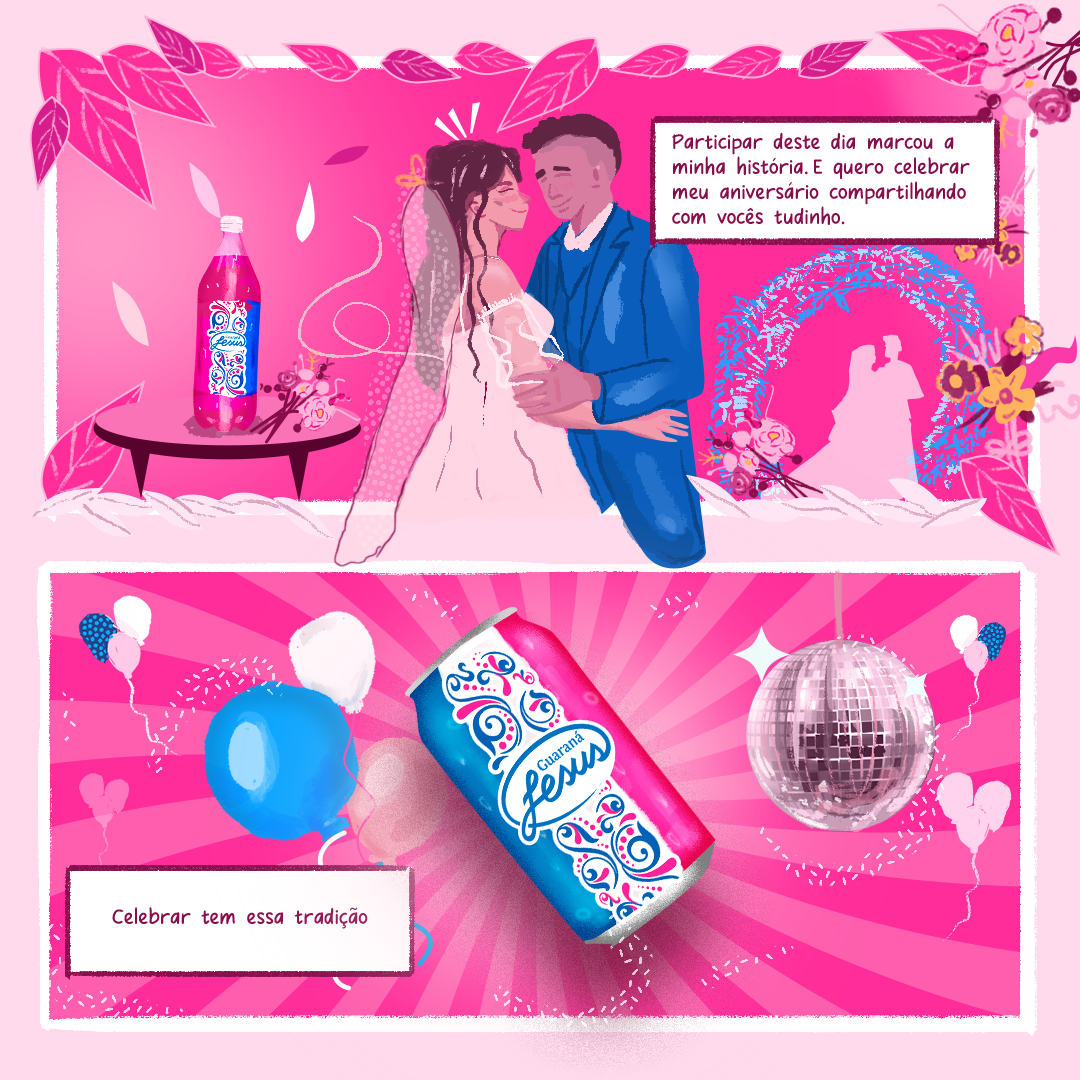 Participar deste dia marcou a
minha história. E quero celebrar
meu aniversário compartilhando
com vocês tudinho.
Jesus
Guaraná
Jesus
Celebrar tem essa tradição